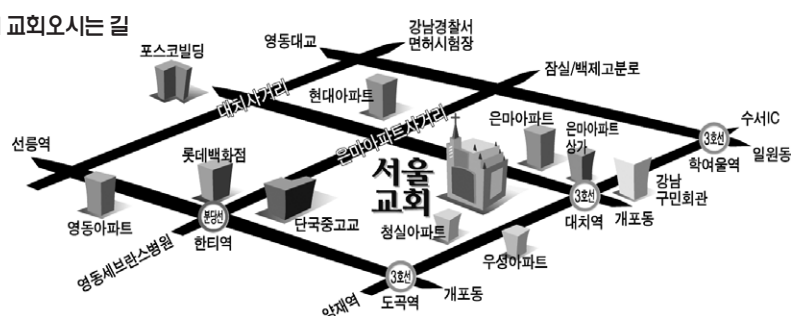 교회오시는 길
영동대교
강남경찰서
면허시험장
포스코빌딩
잠실/백제고분로
대치사거리
현대아파트
은마아파트사거리
은마아파트
은마아파트
상가
수서IC
3호선
일원동
학여울역
선릉역
롯데백화점
서울
교회
3호선
대치역
강남
구민회관
개포동
영동아파트
분당선
한티역
단국중고교
청실아파트
우성아파트
영동세브란스병원
3호선
도곡역
개포동
양재역